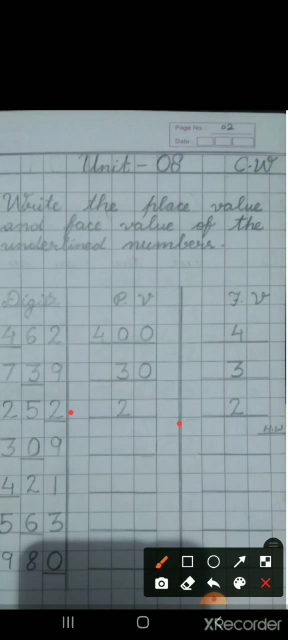 Page No: 02
Date:
Unit - 08 C.W
Write the place value
and face value of the
underlined numbers.
Digits P.V F.V
462 400 4
739 30 3
252 2 2
H.W
309
421
563
980
XRecorder